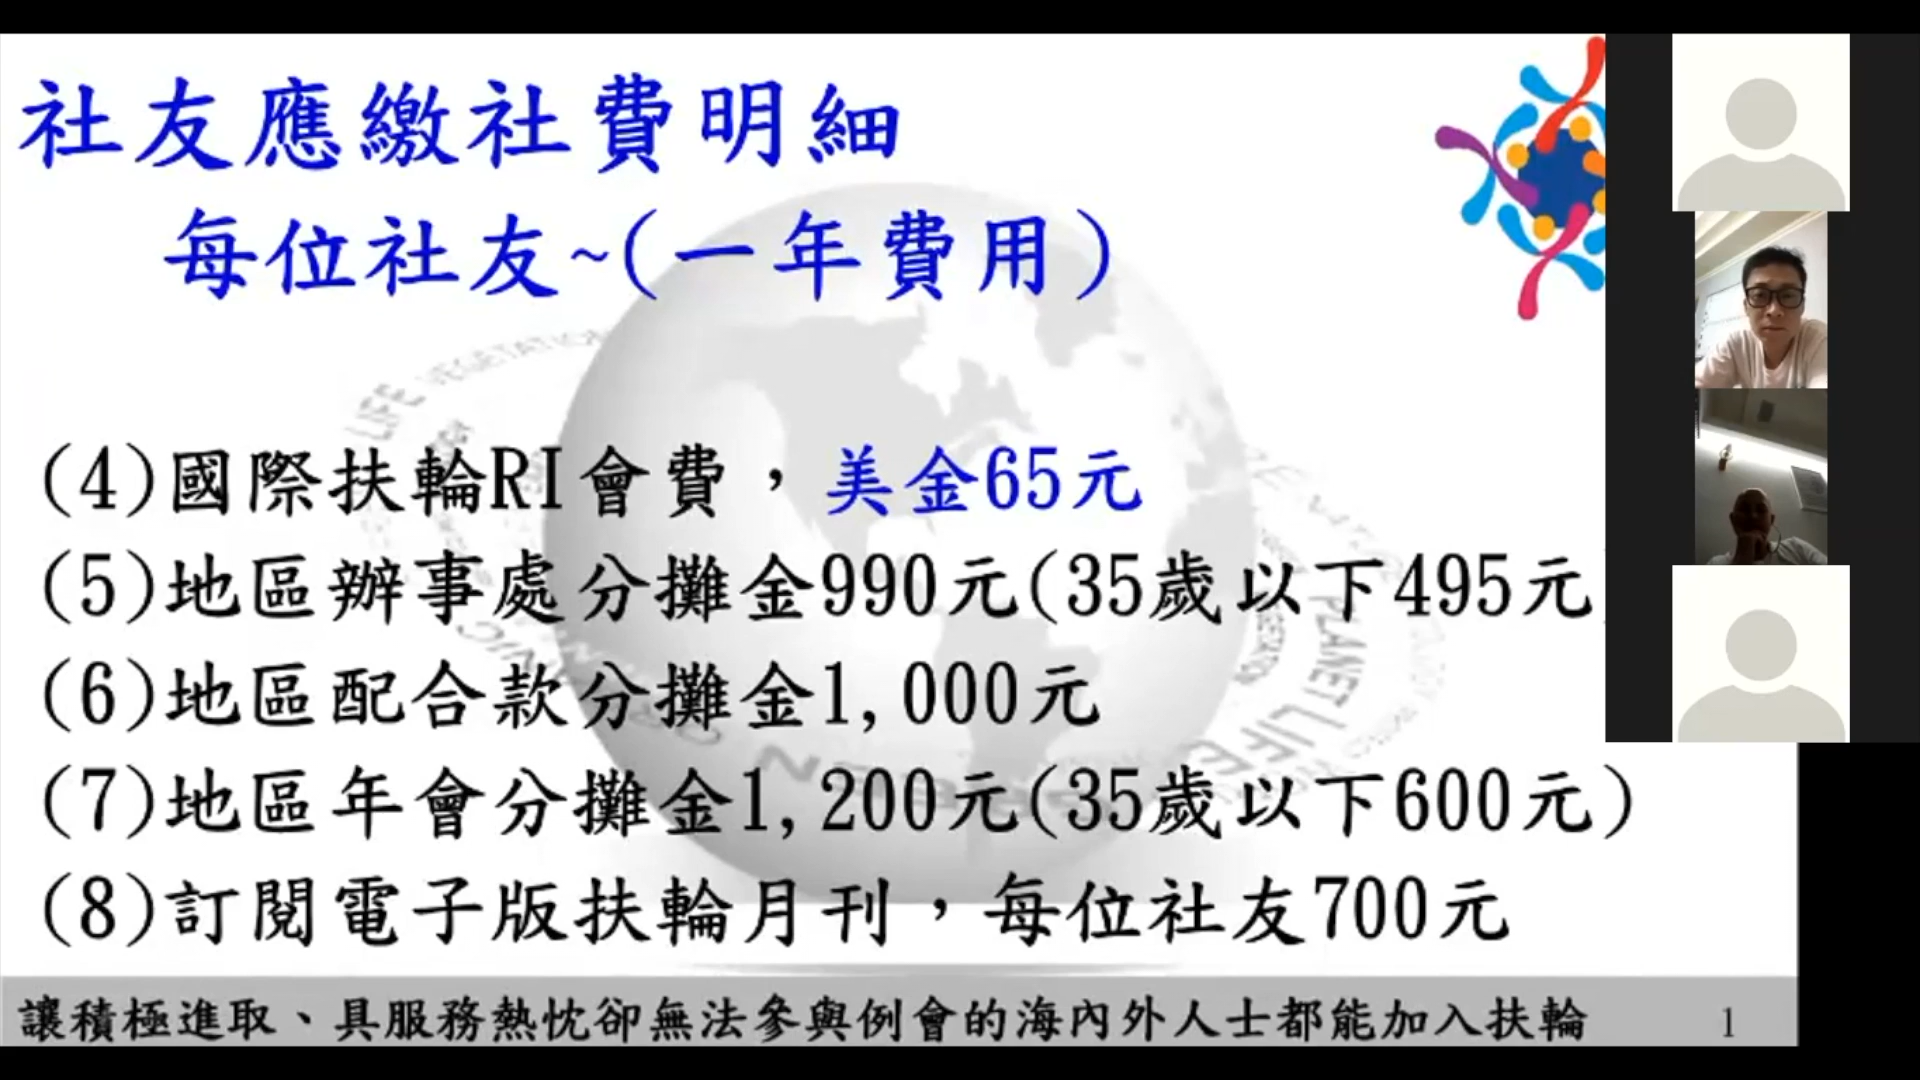 社友應繳社費明細
每位社友~(一年費用)
(4)國際扶輪RI會費，美金65元
(5)地區辦事處分攤金990元(35歲以下495元
(6)地區配合款分攤金1,000元
(7)地區年會分攤金1,200元(35歲以下600元)
(8)訂閱電子版扶輪月刊，每位社友700元
LIFE VEGETATION
PLANET LIFE
讓積極進取、具服務熱忱卻無法參與例會的海內外人士都能加入扶輪
1